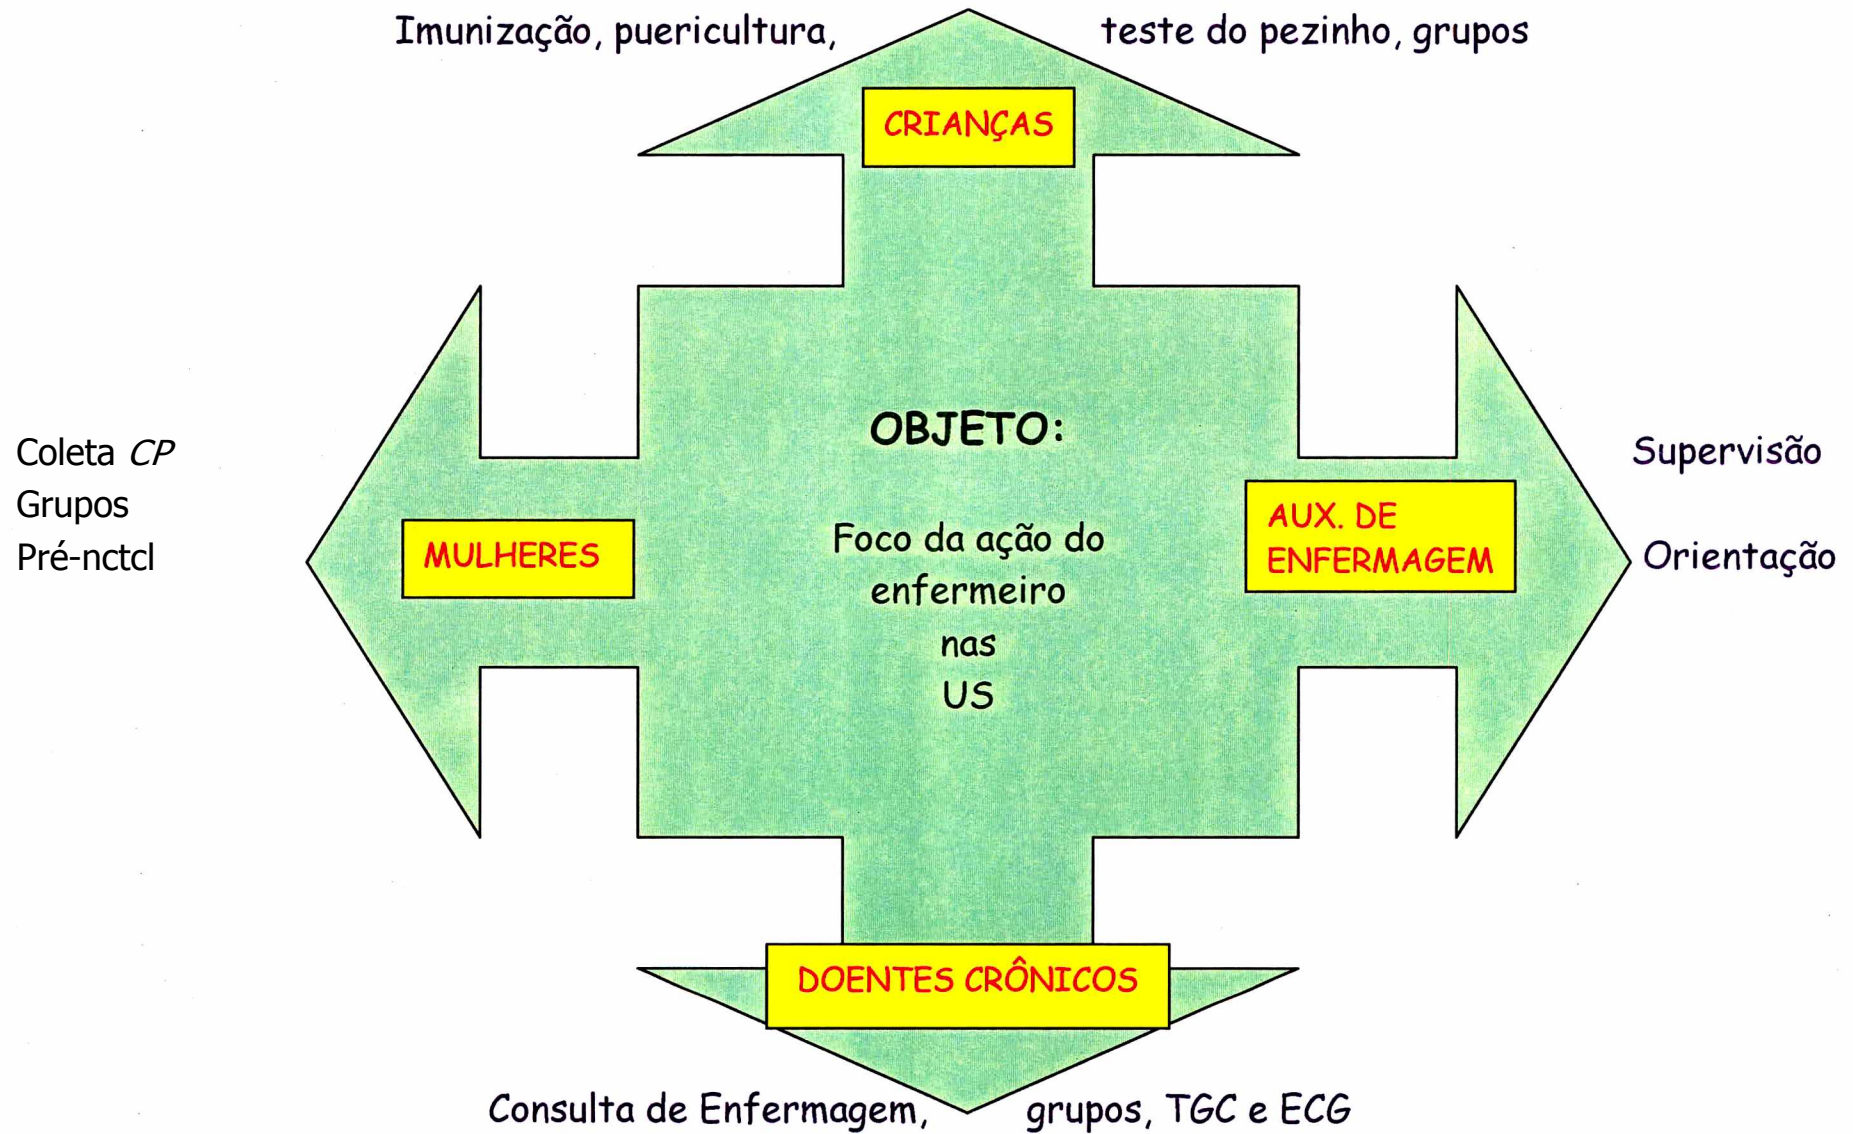 Imunização, puericultura, teste do pezinho, grupos
CRIANÇAS
Coleta CP
Grupos
Pré-nctcl
MULHERES
OBJETO:
Foco da ação do
enfermeiro
nas
US
AUX. DE
ENFERMAGEM
Supervisão
Orientação
DOENTES CRÔNICOS
Consulta de Enfermagem, grupos, TGC e ECG